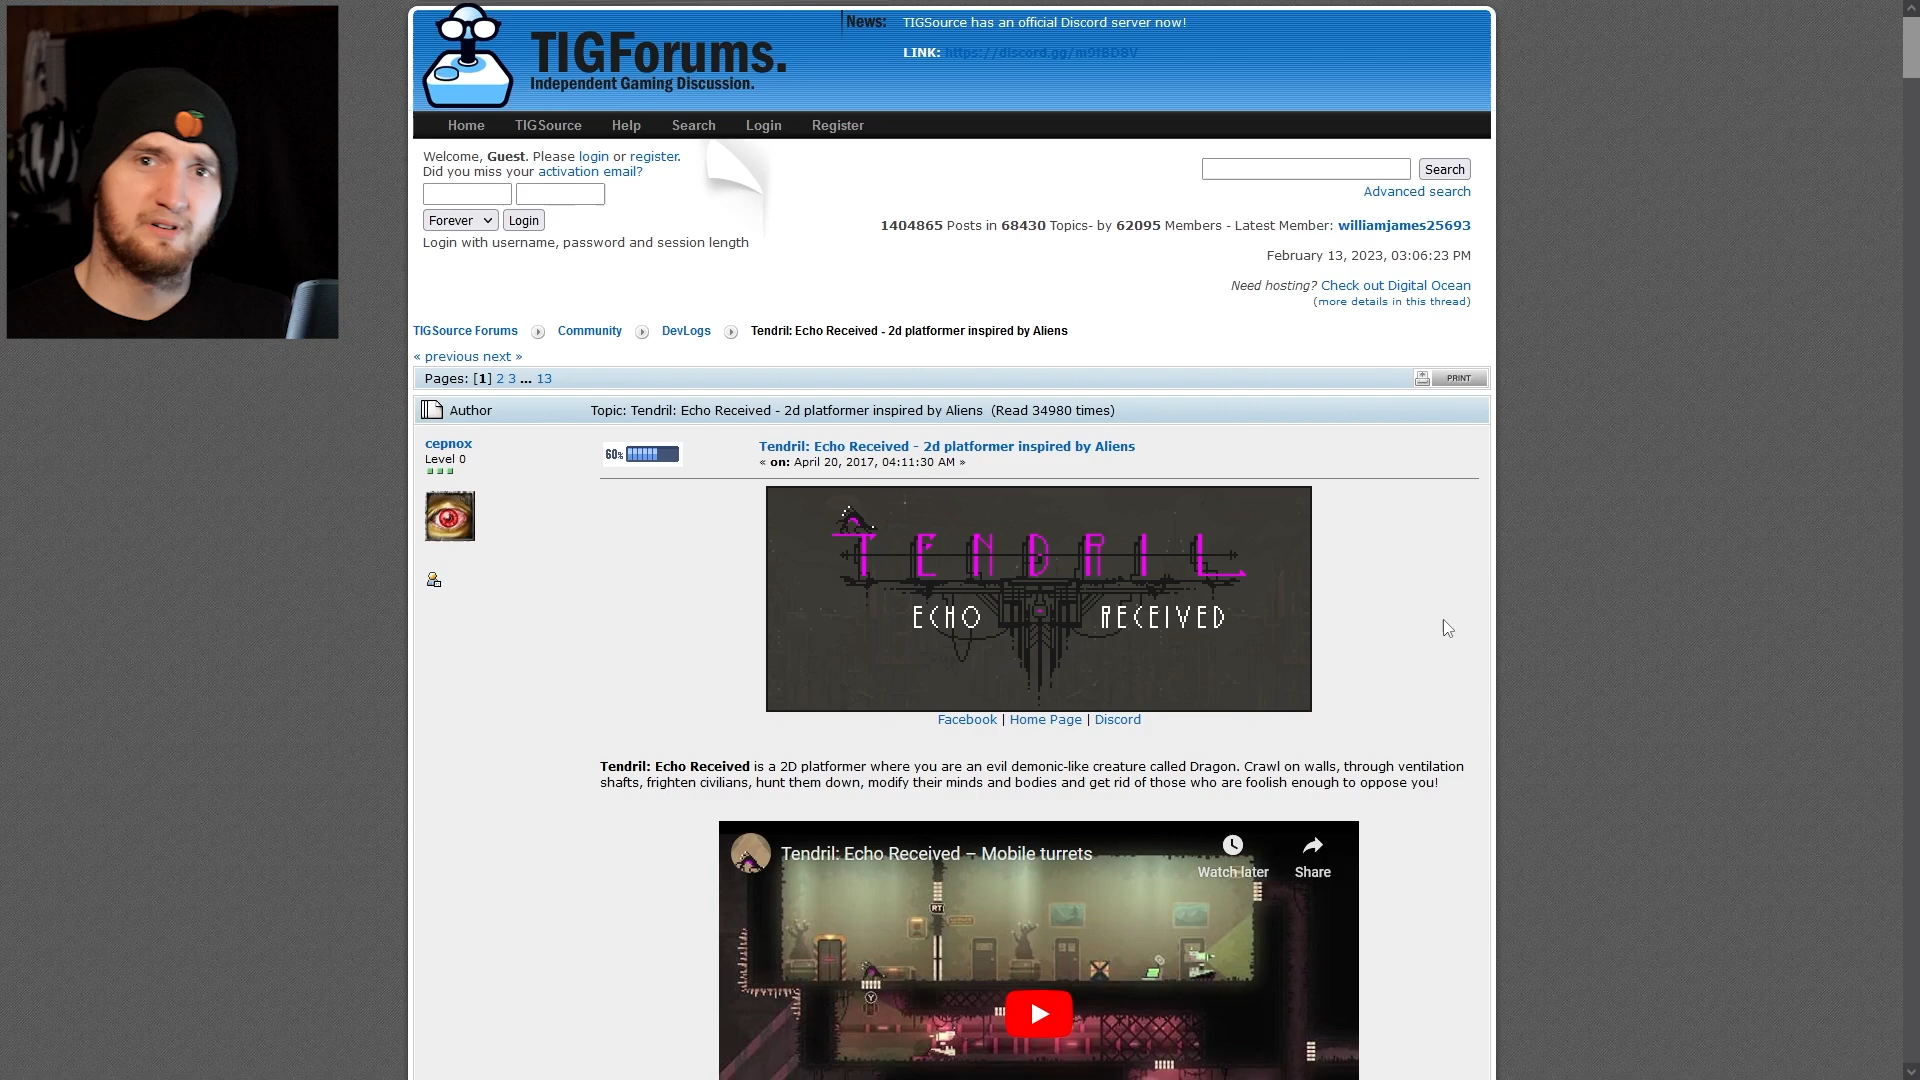 TIGForums.
Independent Gaming Discussion.
News:
TIGSource has an official Discord server now!
LINK:
Home TIGSource Help Search Login Register
Welcome, Guest. Please login or register.
Did you miss your activation email?
Forever Login
Login with username, password and session length
Search
Advanced search
1404865 Posts in 68430 Topics- by 62095 Members - Latest Member: williamjames25693
February 13, 2023, 03:06:23 PM
Need hosting? Check out Digital Ocean
(more details in this thread)
TIGSource Forums Community DevLogs Tendril: Echo Received - 2d platformer inspired by Aliens
« previous next »
Pages: [1] 2 3 ... 13
PRINT
Author Topic: Tendril: Echo Received - 2d platformer inspired by Aliens (Read 34980 times)
cepnox
Level 0
60%
Tendril: Echo Received - 2d platformer inspired by Aliens
« on: April 20, 2017, 04:11:30 AM »
TENDRIL
ECHO RECEIVED
Facebook | Home Page | Discord
Tendril: Echo Received is a 2D platformer where you are an evil demonic-like creature called Dragon. Crawl on walls, through ventilation
shafts, frighten civilians, hunt them down, modify their minds and bodies and get rid of those who are foolish enough to oppose you!
Tendril: Echo Received – Mobile turrets
Watch later
Share
RT
Y